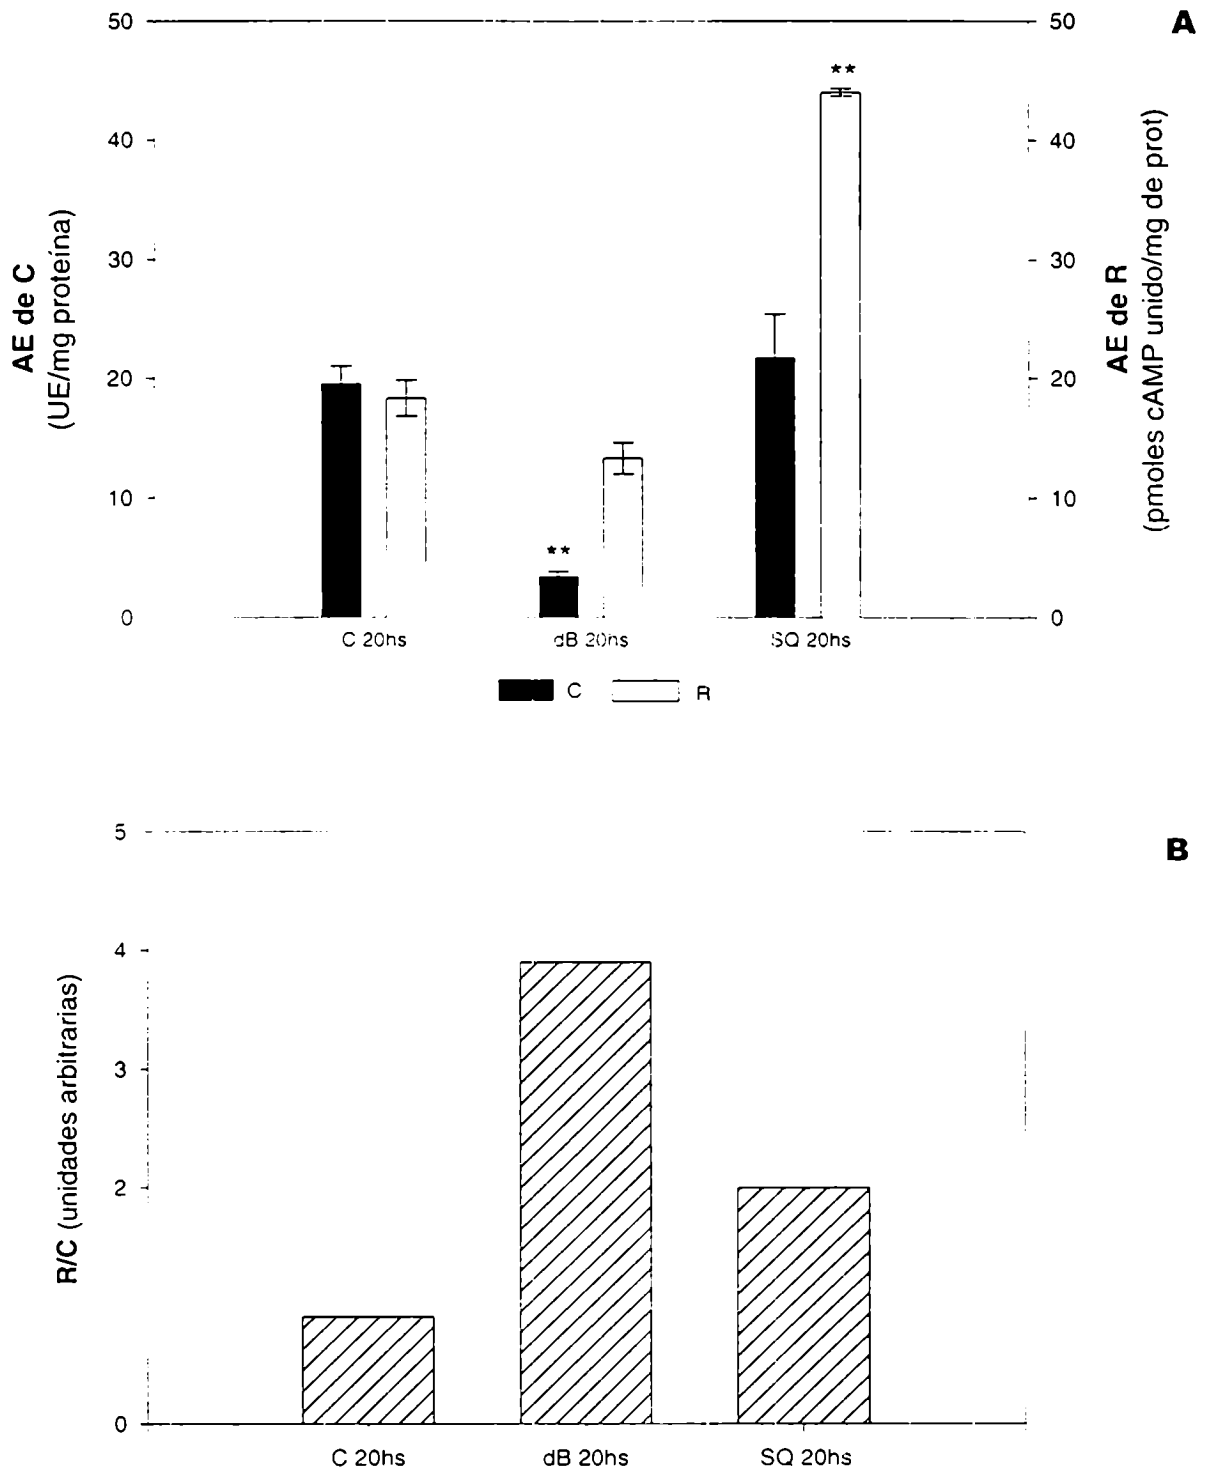 A
50
40
30
20
10
0
AE de C
(UE/mg proteína)
50
40
30
20
10
0
AE de R
(pmoles cAMP unido/mg de prot)
**
**
C 20hs
dB 20hs
SQ 20hs
C
R
B
5
4
3
2
0
R/C (unidades arbitrarias)
C 20hs
dB 20hs
SQ 20hs